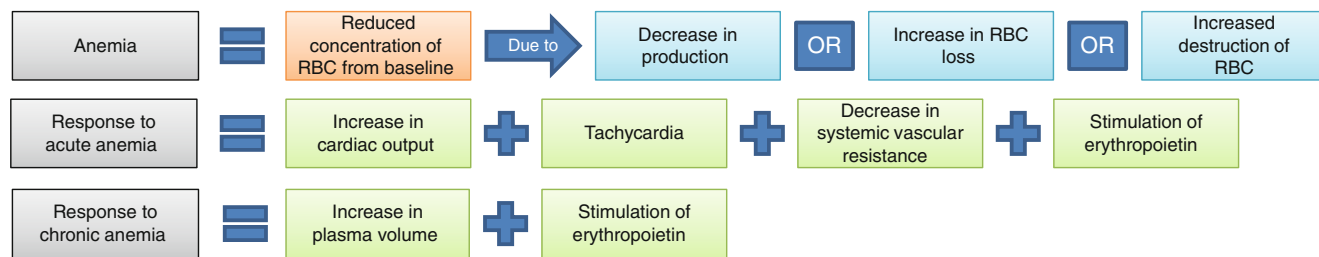 Anemia
Reduced
concentration of
RBC from baseline
Due to
Decrease in
production
OR
Increase in RBC
loss
OR
Increased
destruction of
RBC
Response to
acute anemia
Increase in
cardiac output
Tachycardia
Decrease in
systemic vascular
resistance
Stimulation of
erythropoietin
Response to
chronic anemia
Increase in
plasma volume
Stimulation of
erythropoietin